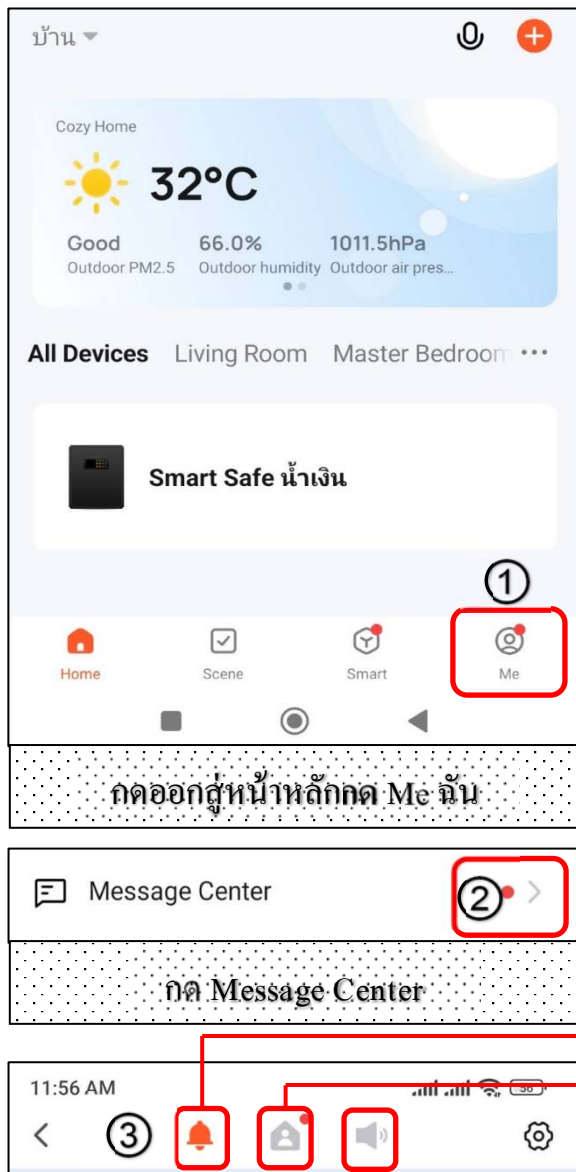 บ้าน
Cozy Home
32°C
Good 66.0% 1011.5hPa
Outdoor PM2.5 Outdoor humidity Outdoor air pres...
All Devices Living Room Master Bedroom ...
Smart Safe น้ำเงิน
1
Home Scene Smart Me
กดออกสู่หน้าหลักกด Me ฉัน
Message Center 2
กด Message Center
11:56 AM 56
3